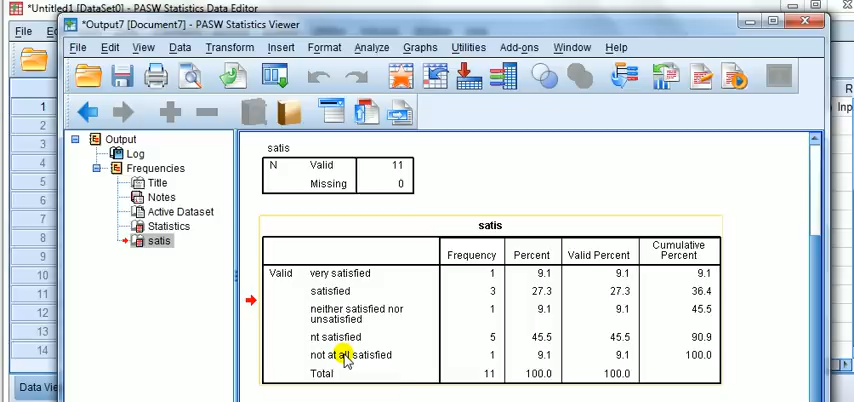 *Untitled1 [DataSet0] - PASW Statistics Data Editor
*Output7 [Document7] - PASW Statistics Viewer
File Edit View Data Transform Insert Format Analyze Graphs Utilities Add-ons Window Help
File
1
2
3
4
5
6
7
8
9
10
11
12
13
14
Data Vie
R
Inp
Output
Log
Frequencies
Title
Notes
Active Dataset
Statistics
satis
satis
N Valid 11
Missing 0
satis
Frequency Percent Valid Percent Cumulative Percent
Valid very satisfied 1 9.1 9.1 9.1
satisfied 3 27.3 27.3 36.4
neither satisfied nor
unsatisfied 1 9.1 9.1 45.5
nt satisfied 5 45.5 45.5 90.9
not at all satisfied 1 9.1 9.1 100.0
Total 11 100.0 100.0